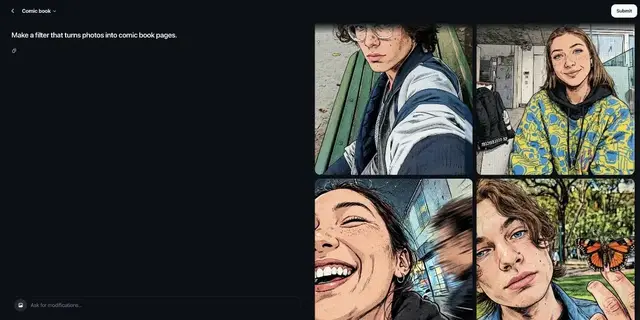 Comic book
Submit
Make a filter that turns photos into comic book pages.
Ask for modifications...